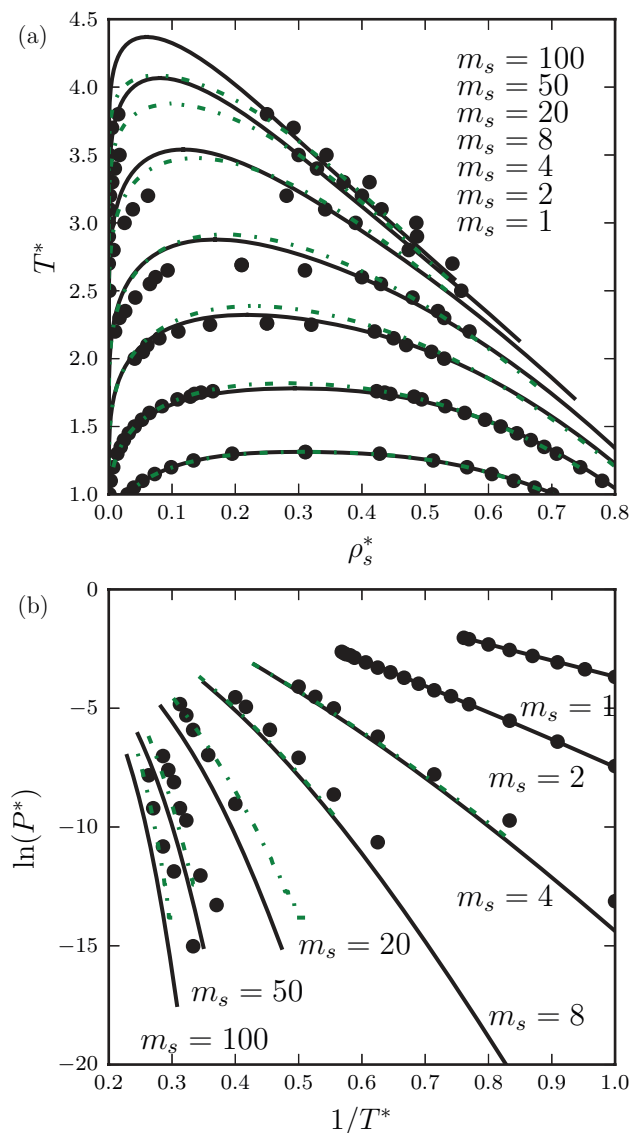 (a)
4.5
4.0
3.5
3.0
2.5
2.0
1.5
1.0
T*
m_s = 100
m_s = 50
m_s = 20
m_s = 8
m_s = 4
m_s = 2
m_s = 1
0.0 0.1 0.2 0.3 0.4 0.5 0.6 0.7 0.8
ρ_s*
(b)
0
−5
−10
−15
−20
ln(P*)
m_s = 1
m_s = 2
m_s = 4
m_s = 20
m_s = 50
m_s = 8
m_s = 100
0.2 0.3 0.4 0.5 0.6 0.7 0.8 0.9 1.0
1/T*